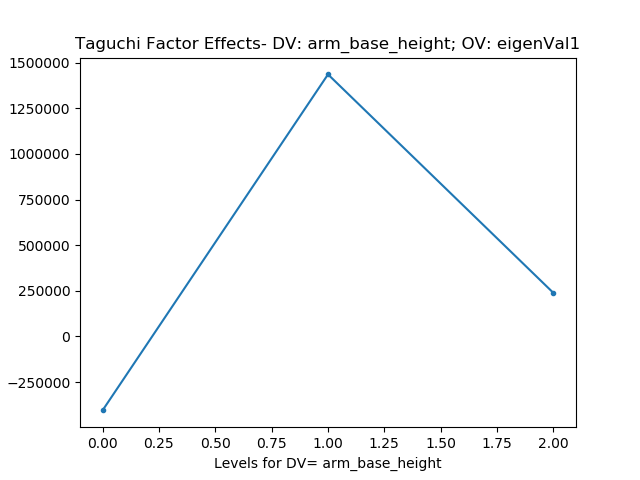 Taguchi Factor Effects- DV: arm_base_height; OV: eigenVal1
1500000
1250000
1000000
750000
500000
250000
0
−250000
0.00 0.25 0.50 0.75 1.00 1.25 1.50 1.75 2.00
Levels for DV= arm_base_height